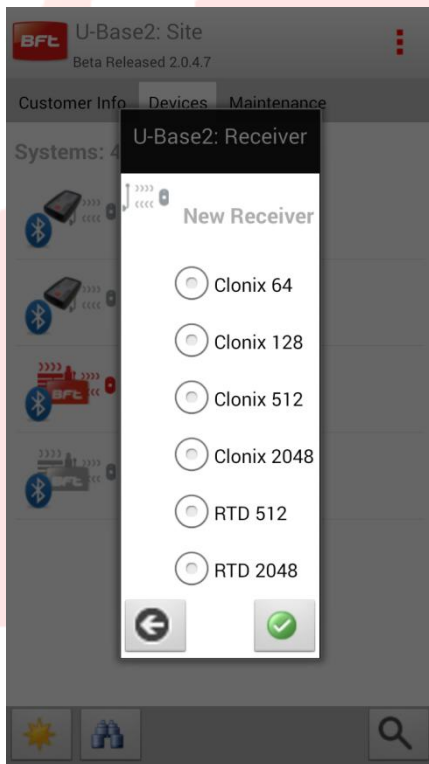 BFT
U-Base2: Site
Beta Released 2.0.4.7
Customer Info Devices Maintenance
Systems: 4
U-Base2: Receiver
New Receiver
Clonix 64
Clonix 128
Clonix 512
Clonix 2048
BFT
RTD 512
RTD 2048